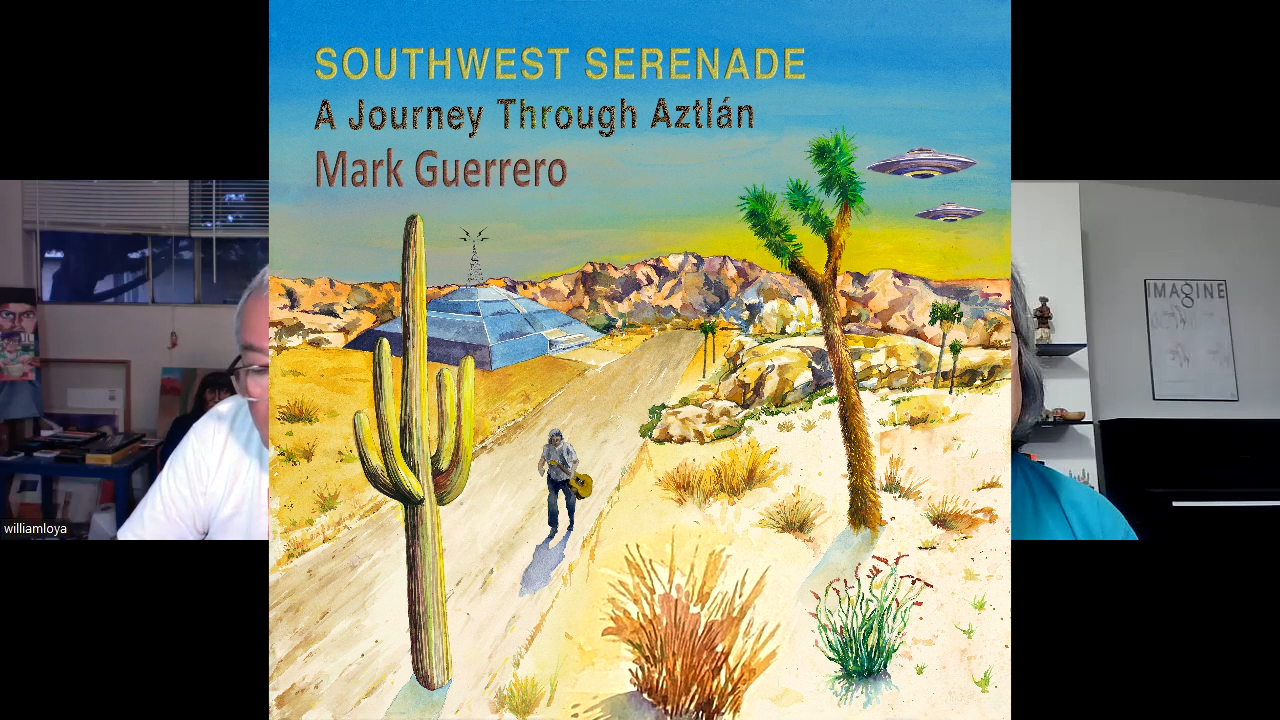 SOUTHWEST SERENADE
A Journey Through Aztlán
Mark Guerrero
IMAGINE
williamloya